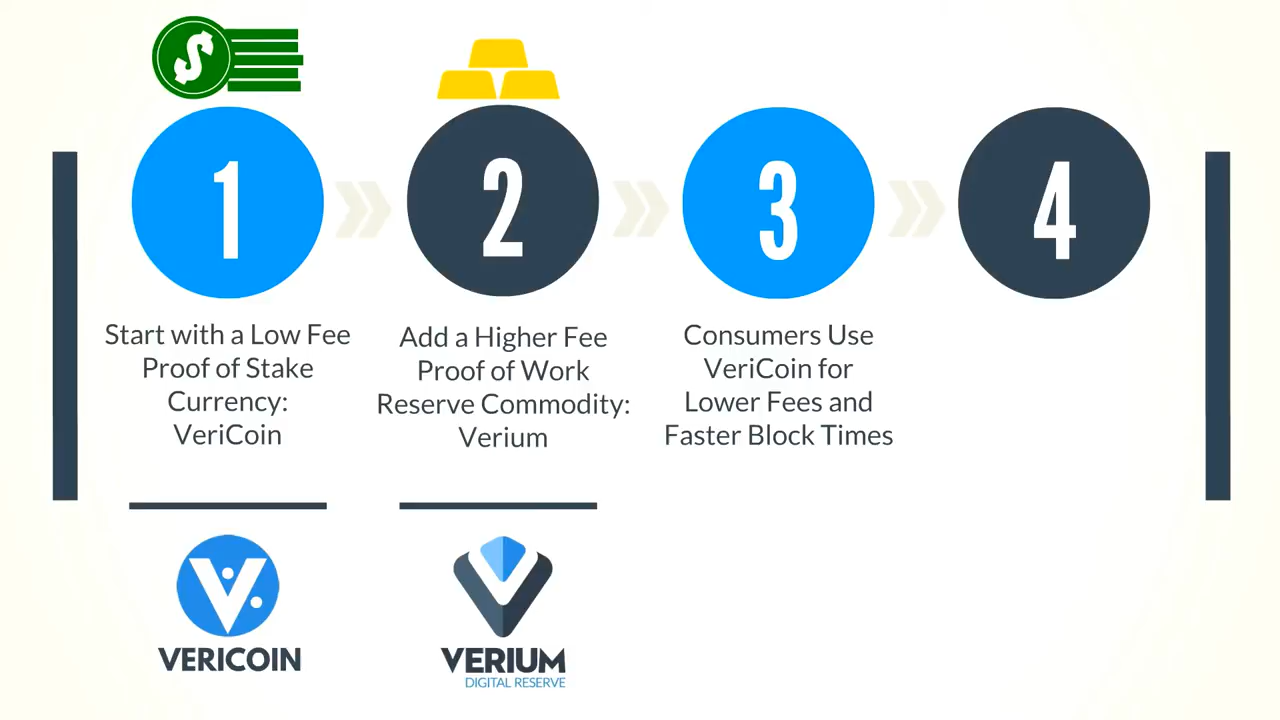 1
Start with a Low Fee
Proof of Stake
Currency:
VeriCoin
VERICOIN
2
Add a Higher Fee
Proof of Work
Reserve Commodity:
Verium
VERIUM
DIGITAL RESERVE
3
Consumers Use
VeriCoin for
Lower Fees and
Faster Block Times
4